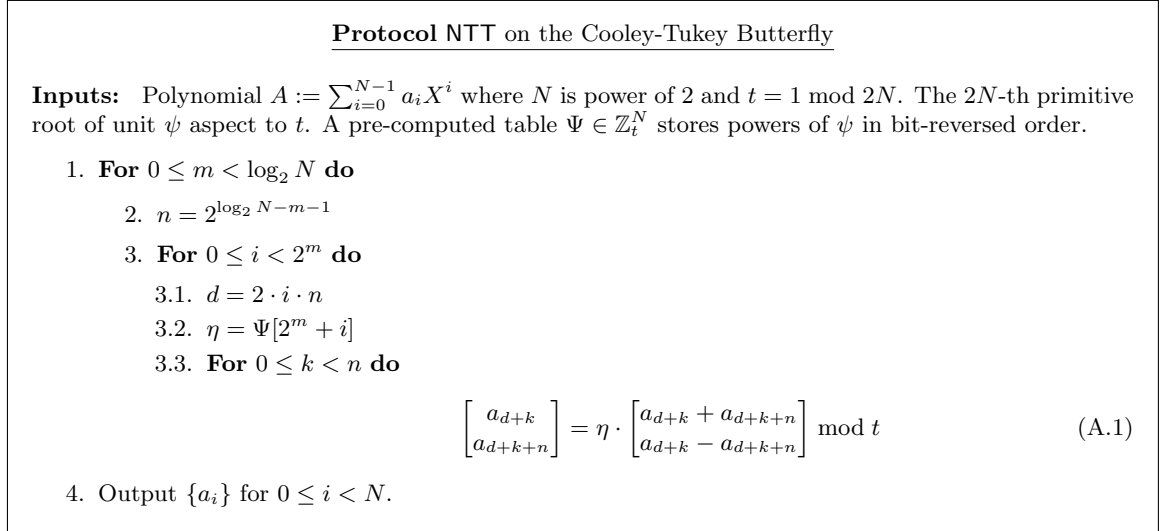 Protocol NTT on the Cooley-Tukey Butterfly
Inputs: Polynomial A := ∑_{i=0}^{N−1} a_i X^i where N is power of 2 and t = 1 mod 2N. The 2N-th primitive
root of unit ψ aspect to t. A pre-computed table Ψ ∈ ℤ_t^N stores powers of ψ in bit-reversed order.
1. For 0 ≤ m < log_2 N do
2. n = 2^{log_2 N−m−1}
3. For 0 ≤ i < 2^m do
3.1. d = 2 · i · n
3.2. η = Ψ[2^m + i]
3.3. For 0 ≤ k < n do
[a_{d+k}; a_{d+k+n}] = η · [a_{d+k} + a_{d+k+n}; a_{d+k} − a_{d+k+n}] mod t (A.1)
4. Output {a_i} for 0 ≤ i < N.